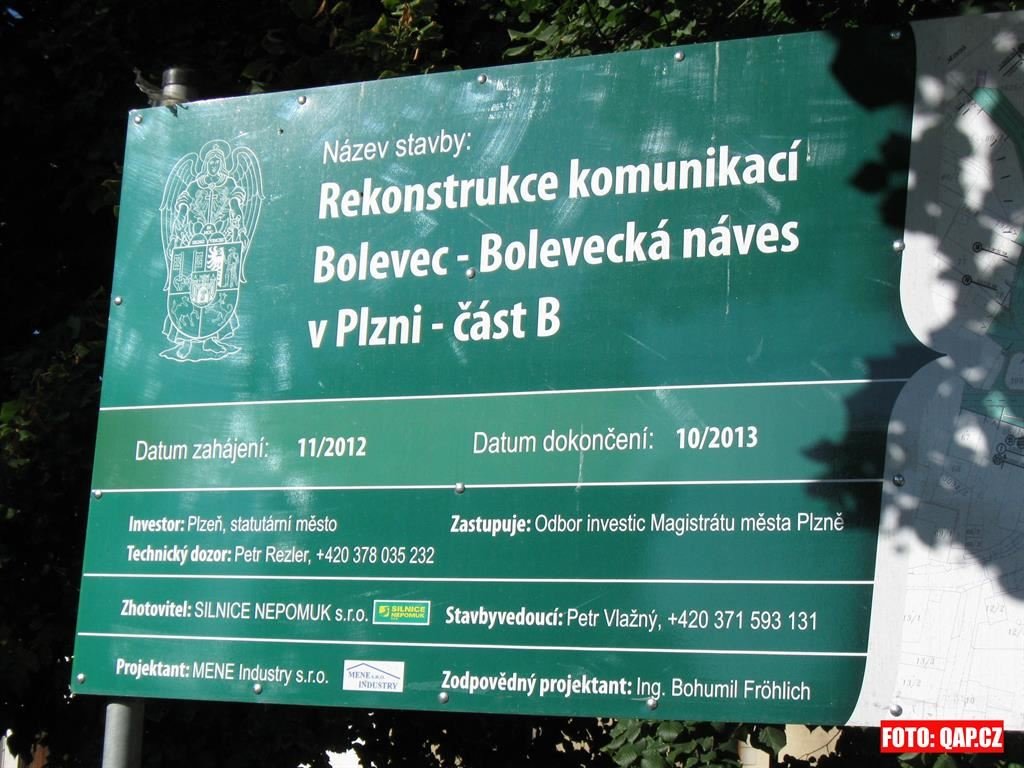 Název stavby:
Rekonstrukce komunikací
Bolevec - Bolevecká náves
v Plzni - část B
Datum zahájení: 11/2012 Datum dokončení: 10/2013
Investor: Plzeň, statutární město Zastupuje: Odbor investic Magistrátu města Plzně
Technický dozor: Petr Rezler, +420 378 035 232
Zhotovitel: SILNICE NEPOMUK s.r.o. SILNICE NEPOMUK Stavbyvedoucí: Petr Vlažný, +420 371 593 131
Projektant: MENE Industry s.r.o. MENE s.r.o. INDUSTRY Zodpovědný projektant: Ing. Bohumil Fröhlich
FOTO: QAP.CZ